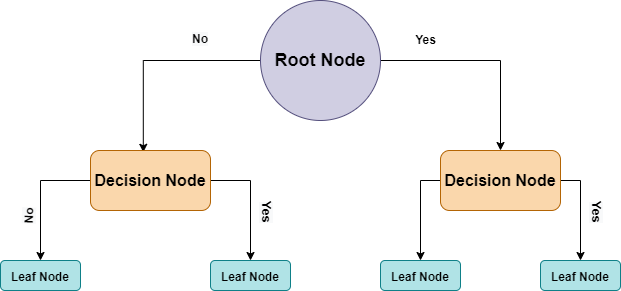 No
Root Node
Yes
Decision Node
Decision Node
No
Yes
Yes
Leaf Node
Leaf Node
Leaf Node
Leaf Node